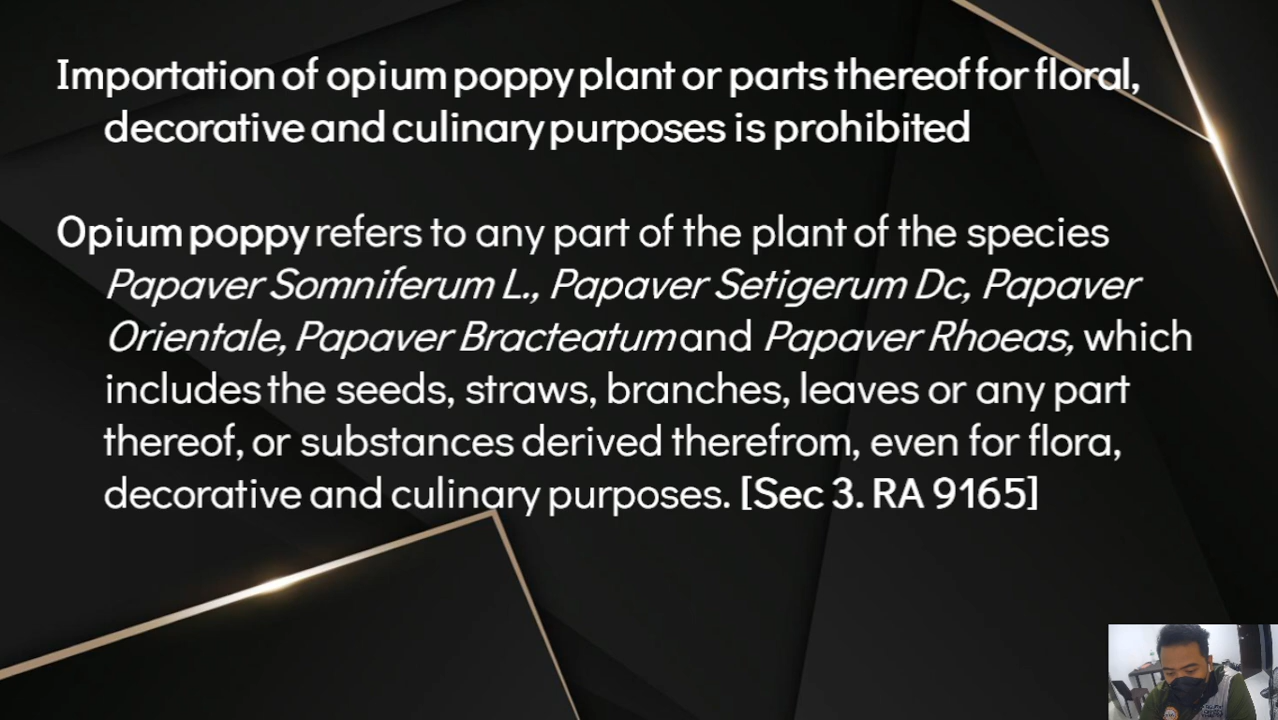 Importation of opium poppy plant or parts thereof for floral,
decorative and culinary purposes is prohibited
Opium poppy refers to any part of the plant of the species
Papaver Somniferum L., Papaver Setigerum Dc, Papaver
Orientale, Papaver Bracteatum and Papaver Rhoeas, which
includes the seeds, straws, branches, leaves or any part
thereof, or substances derived therefrom, even for flora,
decorative and culinary purposes. [Sec 3. RA 9165]